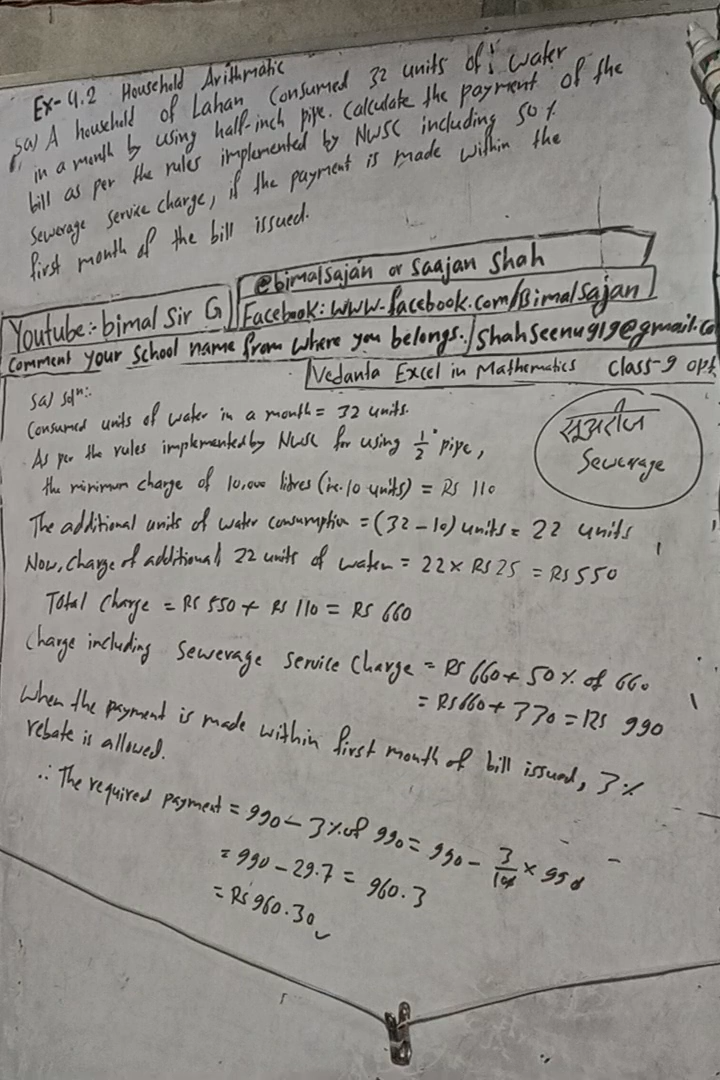 Ex-4.2 Household Arithmatic
5a) A household of Lahan Consumed 32 units of water
in a month by using half-inch pipe. Calculate the payment of the
bill as per the rules implemented by NWSC including 50%
Sewerage service charge, if the payment is made within the
first month of the bill issued.
@bimalsajan or Saajan Shah
Youtube:- bimal Sir G
Facebook: www.facebook.com/Bimalsajan
Comment your School name from where you belongs. / Shahseenu919@gmail.co
Vedanta Excel in Mathematics Class-9 opt
5a) Solⁿ:
Consumed units of water in a month = 32 units.
As per the rules implemented by NWSC for using 1/2" pipe,
the minimum charge of 10,000 litres (ie. 10 units) = RS 110
सुअरेज
Sewerage
The additional units of water consumption = (32-10) units = 22 units
Now, charge of additional 22 units of water = 22 × RS 25 = RS 550
Total Charge = RS 550 + RS 110 = RS 660
Charge including Sewerage Service Charge = RS 660 + 50% of 660
= RS 660 + 330 = RS 990
When the payment is made within first month of bill issued, 3%
rebate is allowed.
∴ The required payment = 990 - 3% of 990 = 990 - 3/100 × 990
= 990 - 29.7 = 960.3
= RS 960.30